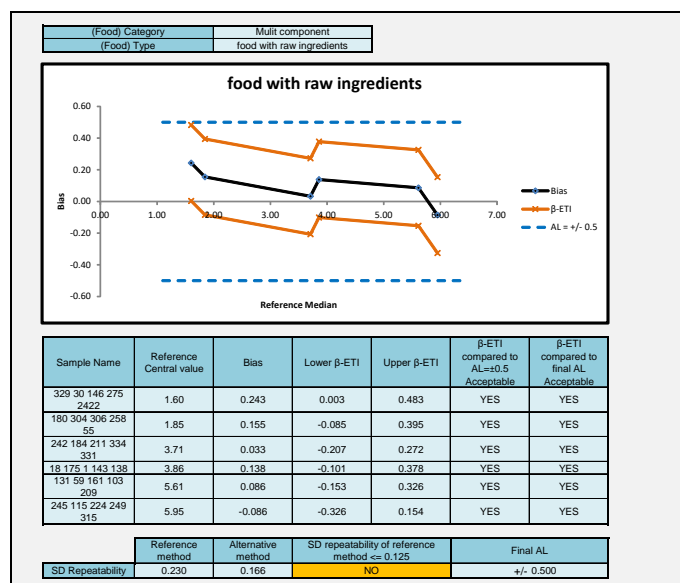 (Food) Category Mulit component
(Food) Type food with raw ingredients
food with raw ingredients
0.60
0.40
0.20
0.00
-0.20
-0.40
-0.60
0.00 1.00 2.00 3.00 4.00 5.00 6.00 7.00
Bias
Reference Median
Bias
β-ETI
AL = +/- 0.5
Sample Name Reference Central value Bias Lower β-ETI Upper β-ETI β-ETI compared to AL=±0.5 Acceptable β-ETI compared to final AL Acceptable
329 30 146 275 2422 1.60 0.243 0.003 0.483 YES YES
180 304 306 258 55 1.85 0.155 -0.085 0.395 YES YES
242 184 211 334 331 3.71 0.033 -0.207 0.272 YES YES
18 175 1 143 138 3.86 0.138 -0.101 0.378 YES YES
131 59 161 103 209 5.61 0.086 -0.153 0.326 YES YES
245 115 224 249 315 5.95 -0.086 -0.326 0.154 YES YES
Reference method Alternative method SD repeatability of reference method <= 0.125 Final AL
SD Repeatability 0.230 0.166 NO +/- 0.500